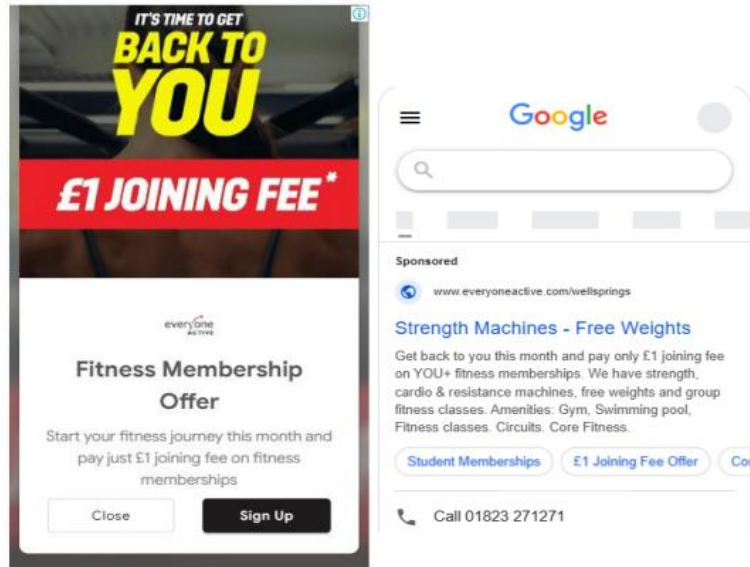 IT'S TIME TO GET
BACK TO
YOU
£1 JOINING FEE*
everyone
ACTIVE
Fitness Membership
Offer
Start your fitness journey this month and
pay just £1 joining fee on fitness
memberships
Close
Sign Up
Google
Sponsored
www.everyoneactive.com/wellsprings
Strength Machines - Free Weights
Get back to you this month and pay only £1 joining fee
on YOU+ fitness memberships. We have strength,
cardio & resistance machines, free weights and group
fitness classes. Amenities: Gym, Swimming pool,
Fitness classes. Circuits. Core Fitness.
Student Memberships
£1 Joining Fee Offer
Call 01823 271271